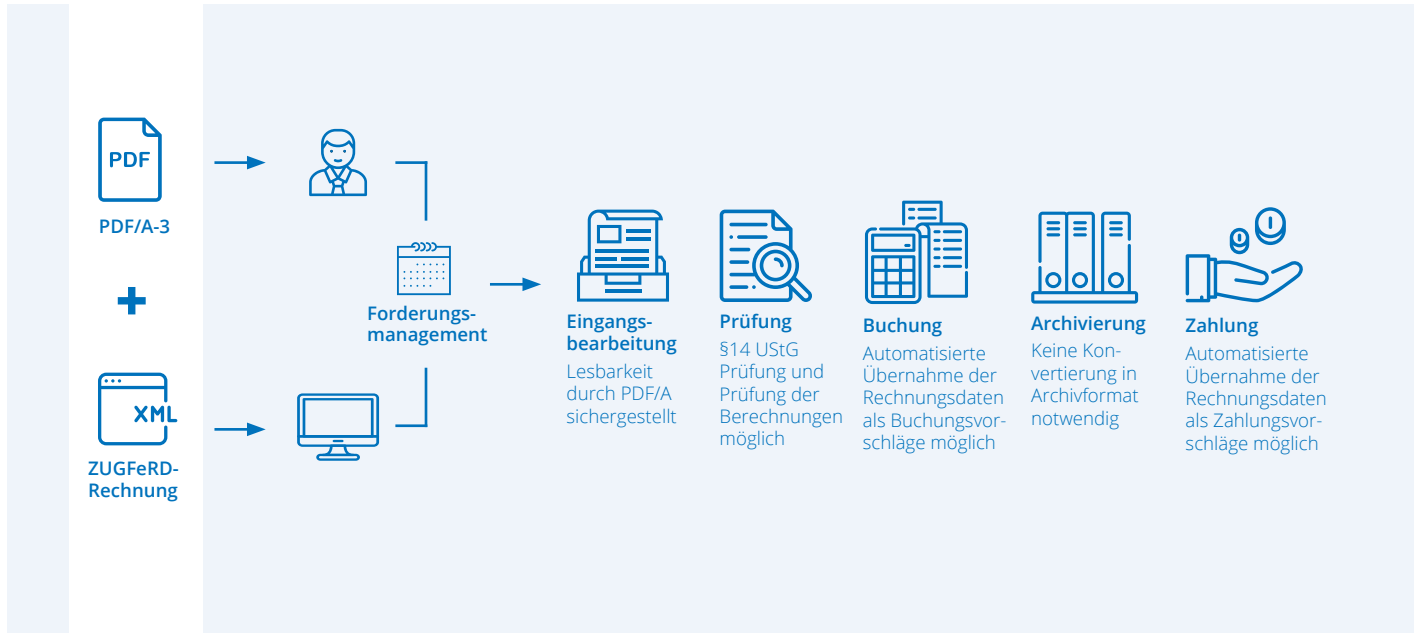 PDF
PDF/A-3
XML
ZUGFeRD-
Rechnung
Forderungs-
management
Eingangs-
bearbeitung
Lesbarkeit
durch PDF/A
sichergestellt
Prüfung
§14 UStG
Prüfung und
Prüfung der
Berechnungen
möglich
Buchung
Automatisierte
Übernahme der
Rechnungsdaten
als Buchungsvor-
schläge möglich
Archivierung
Keine Kon-
vertierung in
Archivformat
notwendig
Zahlung
Automatisierte
Übernahme der
Rechnungsdaten
als Zahlungsvor-
schläge möglich